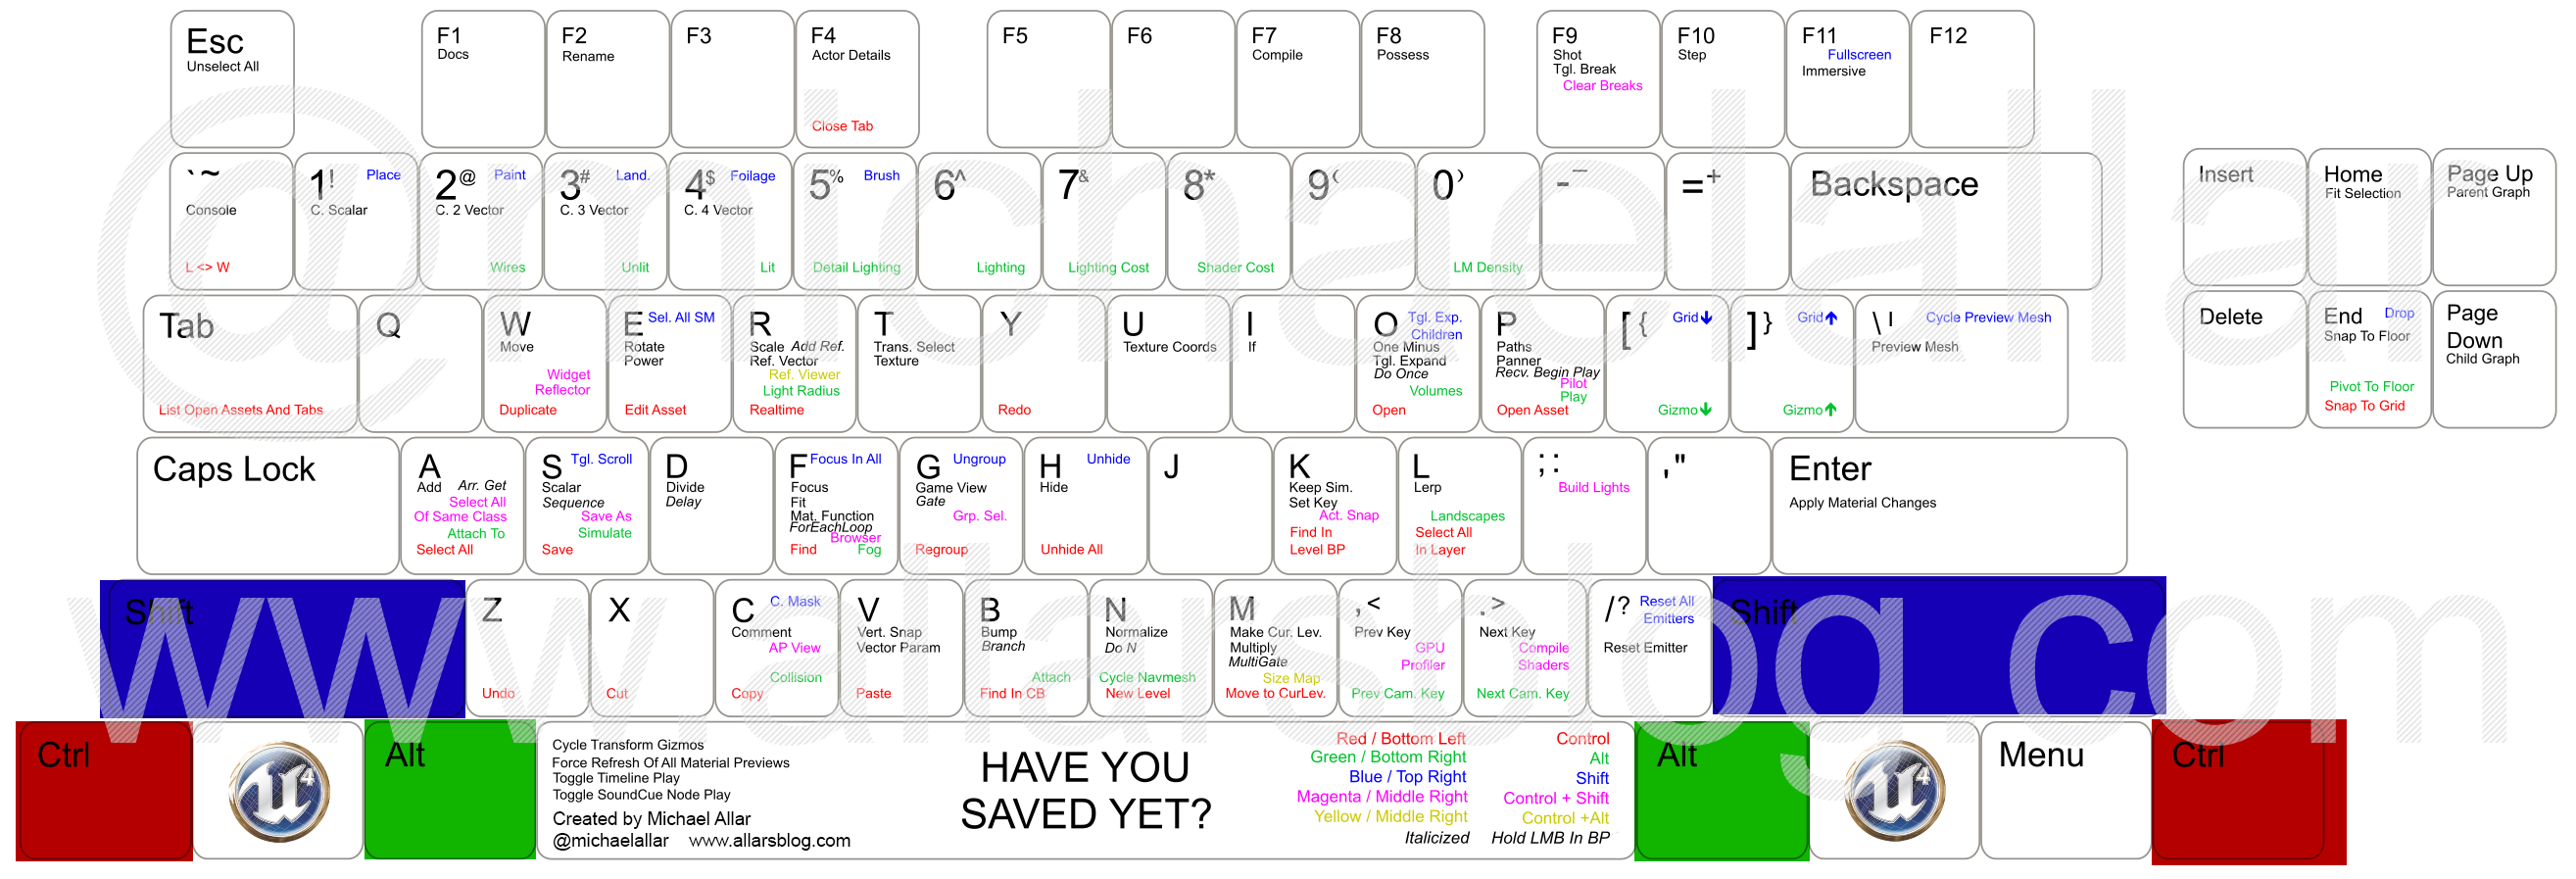 Esc
Unselect All
F1
Docs
F2
Rename
F3
F4
Actor Details
Close Tab
F5
F6
F7
Compile
F8
Possess
F9
Shot
Tgl. Break
Clear Breaks
F10
Step
F11
Fullscreen
Immersive
F12
` ~
Console
L <> W
1 ! Place
C. Scalar
2 @ Paint
C. 2 Vector
Wires
3 # Land.
C. 3 Vector
Unlit
4 $ Foilage
C. 4 Vector
Lit
5 % Brush
Detail Lighting
6 ^
Lighting
7 &
Lighting Cost
8 *
Shader Cost
9 (
0 )
LM Density
- _
= +
Backspace
Insert
Home
Fit Selection
Page Up
Parent Graph
Tab
List Open Assets And Tabs
Q
W
Move
Widget
Reflector
Duplicate
E Sel. All SM
Rotate
Power
Edit Asset
R
Scale Add Ref.
Ref. Vector
Ref. Viewer
Light Radius
Realtime
T
Trans. Select
Texture
Y
Redo
U
Texture Coords
I
If
O Tgl. Exp.
Children
One Minus
Tgl. Expand
Do Once
Volumes
Open
P
Paths
Panner
Recv. Begin Play
Pilot
Play
Open Asset
[ { Grid🡇
Gizmo🡇
] } Grid🡅
Gizmo🡅
\ | Cycle Preview Mesh
Preview Mesh
Delete
End Drop
Snap To Floor
Pivot To Floor
Snap To Grid
Page
Down
Child Graph
Caps Lock
A
Add Arr. Get
Select All
Of Same Class
Attach To
Select All
S Tgl. Scroll
Scalar
Sequence
Save As
Simulate
Save
D
Divide
Delay
F Focus In All
Focus
Fit
Mat. Function
ForEachLoop
Browser
Find Fog
G Ungroup
Game View
Gate
Grp. Sel.
Regroup
H Unhide
Hide
Unhide All
J
K
Keep Sim.
Set Key
Act. Snap
Find In
Level BP
L
Lerp
Landscapes
Select All
In Layer
; :
Build Lights
, "
Enter
Apply Material Changes
Shift
Z
Undo
X
Cut
C C. Mask
Comment
AP View
Collision
Copy
V
Vert. Snap
Vector Param
Paste
B
Bump
Branch
Attach
Find In CB
N
Normalize
Do N
Cycle Navmesh
New Level
M
Make Cur. Lev.
Multiply
MultiGate
Size Map
Move to CurLev.
, <
Prev Key
GPU
Profiler
Prev Cam. Key
. >
Next Key
Compile
Shaders
Next Cam. Key
/ ? Reset All
Emitters
Reset Emitter
Shift
Ctrl
U 4
Alt
Cycle Transform Gizmos
Force Refresh Of All Material Previews
Toggle Timeline Play
Toggle SoundCue Node Play
Created by Michael Allar
@michaelallar www.allarsblog.com
HAVE YOU
SAVED YET?
Red / Bottom Left Control
Green / Bottom Right Alt
Blue / Top Right Shift
Magenta / Middle Right Control + Shift
Yellow / Middle Right Control +Alt
Italicized Hold LMB In BP
Alt
U 4
Menu
Ctrl
@michaelallar
www.allarsblog.com